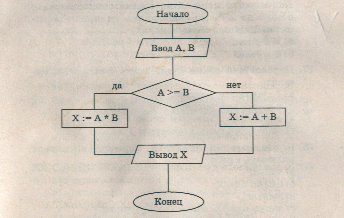 Начало
Ввод A, B
да
A >= B
нет
X := A * B
X := A + B
Вывод X
Конец